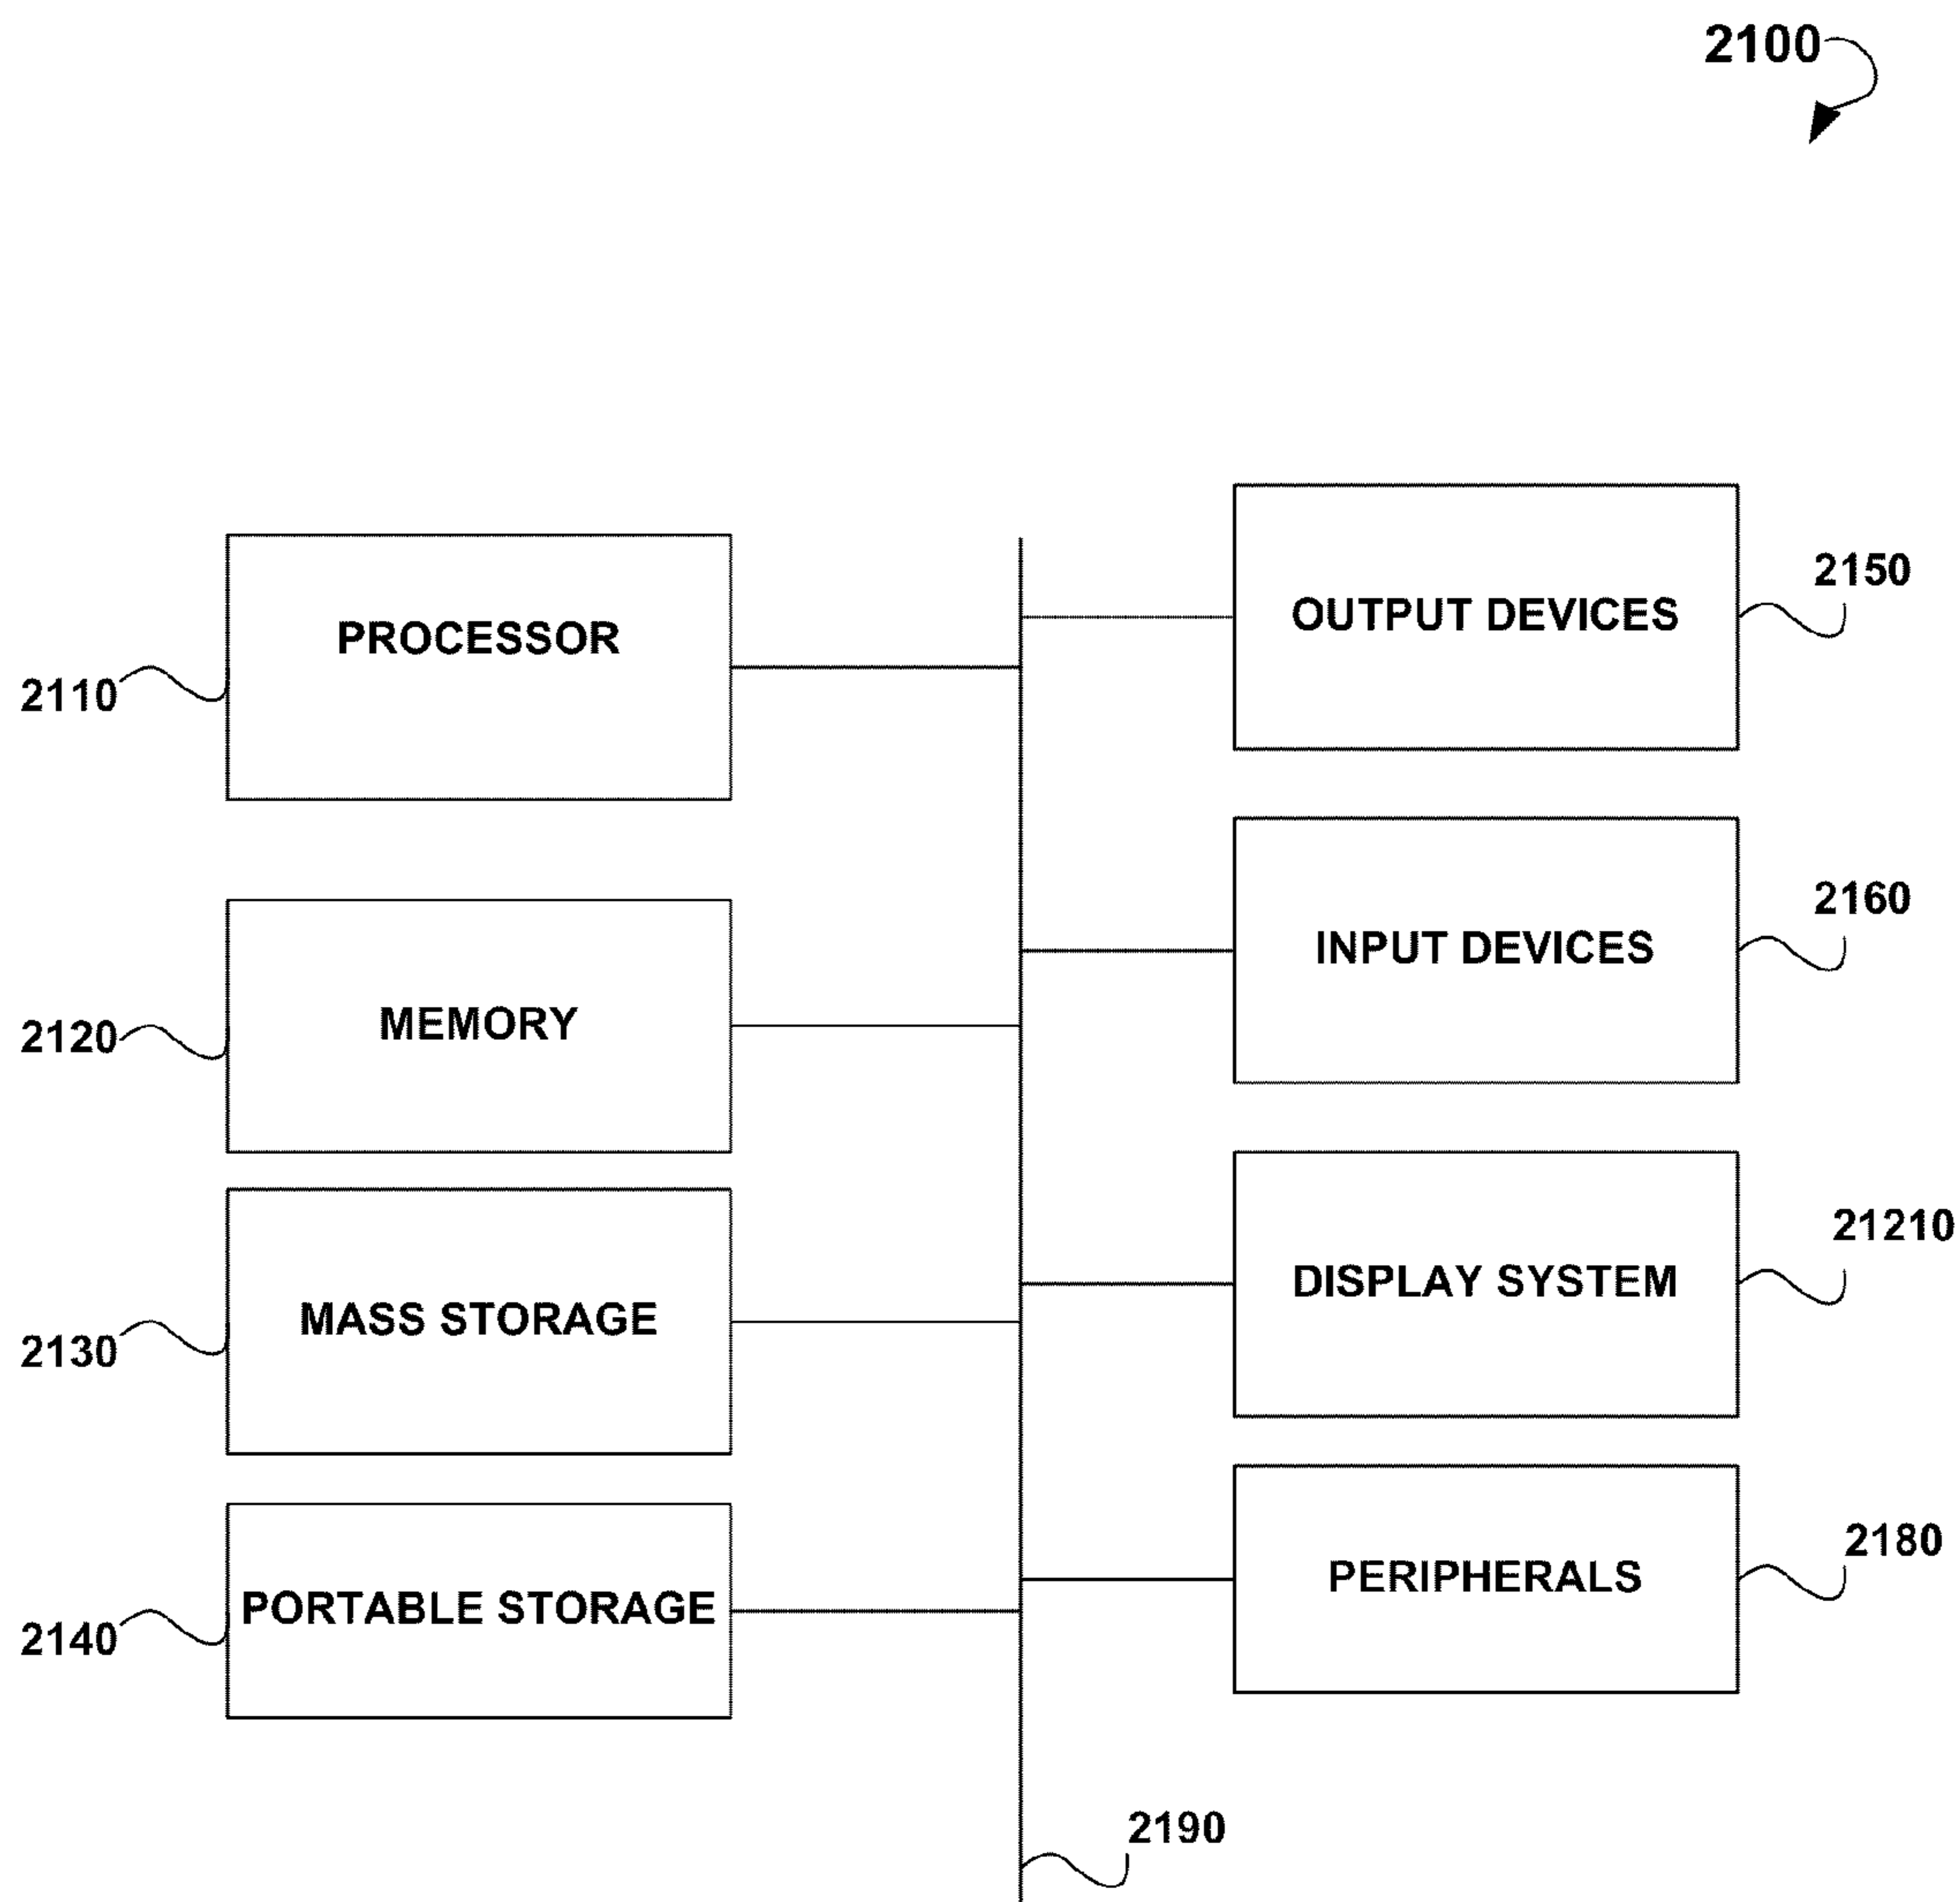 2100
PROCESSOR
2110
MEMORY
2120
MASS STORAGE
2130
PORTABLE STORAGE
2140
OUTPUT DEVICES
2150
INPUT DEVICES
2160
DISPLAY SYSTEM
21210
PERIPHERALS
2180
2190